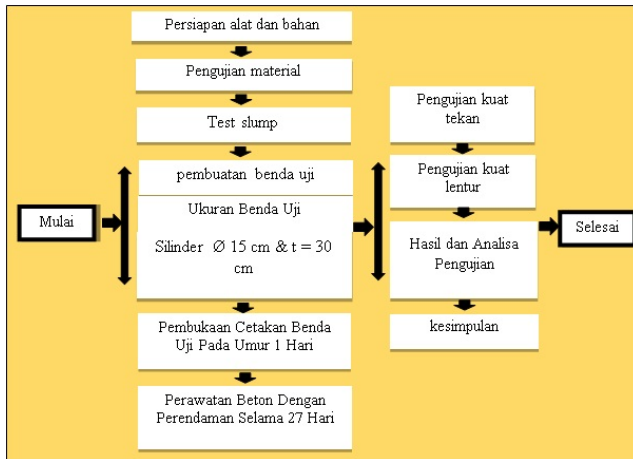 Mulai
Persiapan alat dan bahan
Pengujian material
Test slump
pembuatan benda uji
Ukuran Benda Uji
Silinder Ø 15 cm & t = 30
cm
Pembukaan Cetakan Benda
Uji Pada Umur 1 Hari
Perawatan Beton Dengan
Perendaman Selama 27 Hari
Pengujian kuat
tekan
Pengujian kuat
lentur
Hasil dan Analisa
Pengujian
kesimpulan
Selesai